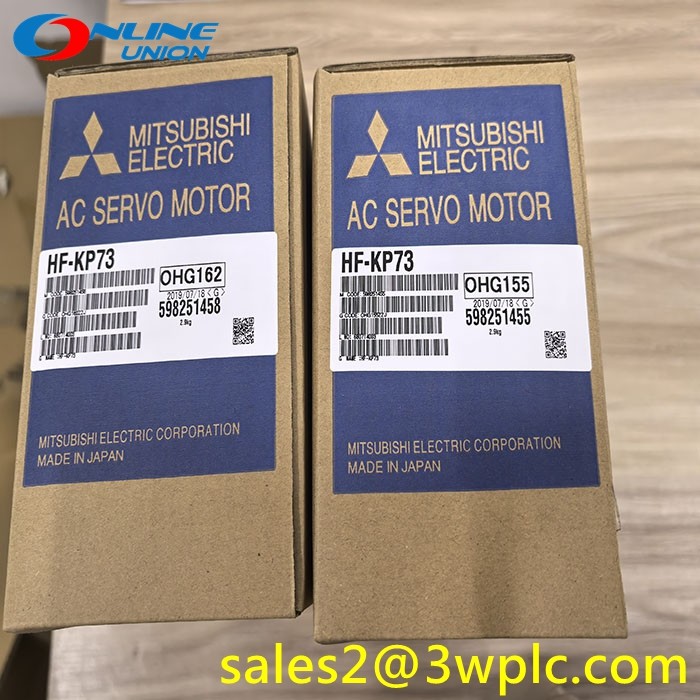 ONLINE
UNION
MITSUBISHI
ELECTRIC
AC SERVO MOTOR
HF-KP73
OHG162
2019/07/18 (G)
598251458
2.9kg
MITSUBISHI ELECTRIC CORPORATION
MADE IN JAPAN
MITSUBISHI
ELECTRIC
AC SERVO MOTOR
HF-KP73
OHG155
2019/07/18 (G)
598251455
2.9kg
MITSUBISHI ELECTRIC CORPORATION
MADE IN JAPAN
sales2@3wplc.com